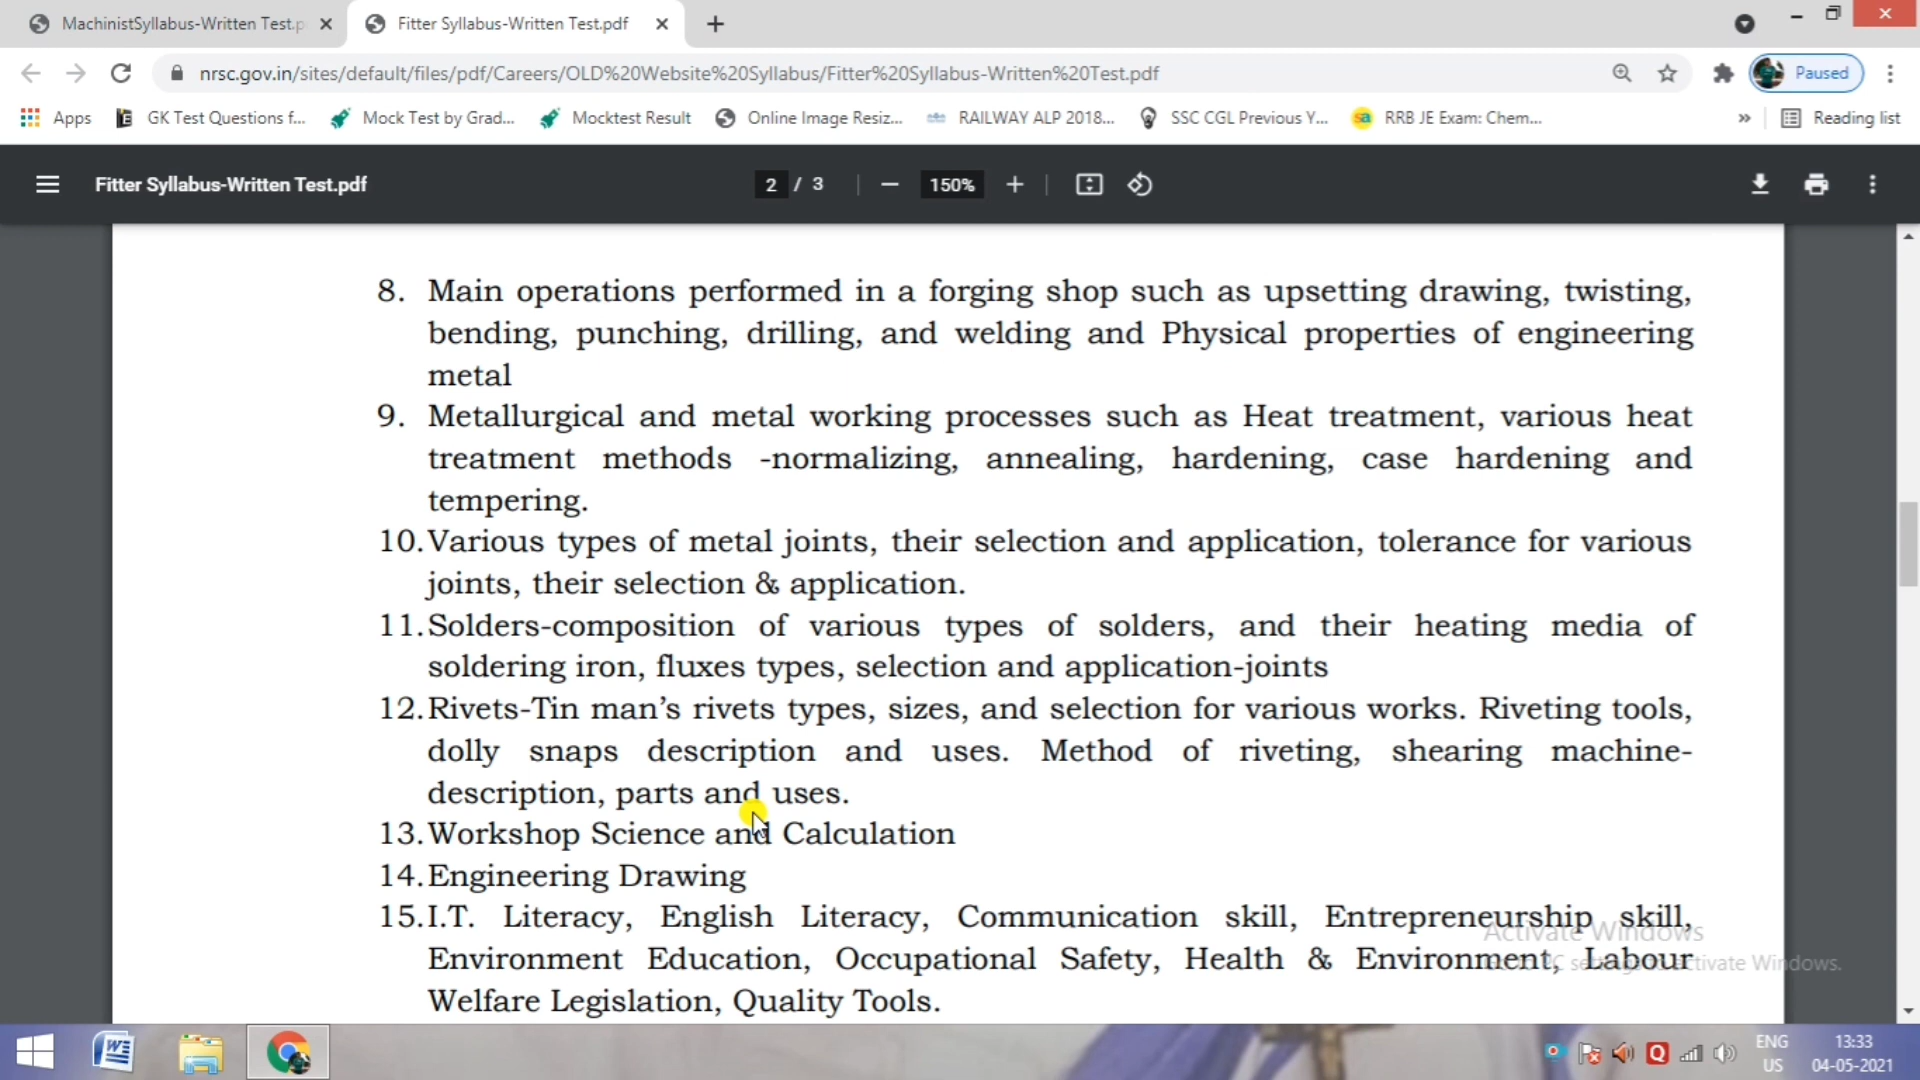 MachinistSyllabus-Written Test.p
Fitter Syllabus-Written Test.pdf
nrsc.gov.in/sites/default/files/pdf/Careers/OLD%20Website%20Syllabus/Fitter%20Syllabus-Written%20Test.pdf
Paused
Apps
GK Test Questions f...
Mock Test by Grad...
Mocktest Result
Online Image Resiz...
RAILWAY ALP 2018...
SSC CGL Previous Y...
sa
RRB JE Exam: Chem...
»
Reading list
Fitter Syllabus-Written Test.pdf
2 / 3
150%
8. Main operations performed in a forging shop such as upsetting drawing, twisting,
bending, punching, drilling, and welding and Physical properties of engineering
metal
9. Metallurgical and metal working processes such as Heat treatment, various heat
treatment methods -normalizing, annealing, hardening, case hardening and
tempering.
10. Various types of metal joints, their selection and application, tolerance for various
joints, their selection & application.
11. Solders-composition of various types of solders, and their heating media of
soldering iron, fluxes types, selection and application-joints
12. Rivets-Tin man's rivets types, sizes, and selection for various works. Riveting tools,
dolly snaps description and uses. Method of riveting, shearing machine-
description, parts and uses.
13. Workshop Science and Calculation
14. Engineering Drawing
15. I.T. Literacy, English Literacy, Communication skill, Entrepreneurship skill,
Environment Education, Occupational Safety, Health & Environment, Labour
Welfare Legislation, Quality Tools.
Activate Windows
Go to PC settings to activate Windows.
ENG
US
13:33
04-05-2021